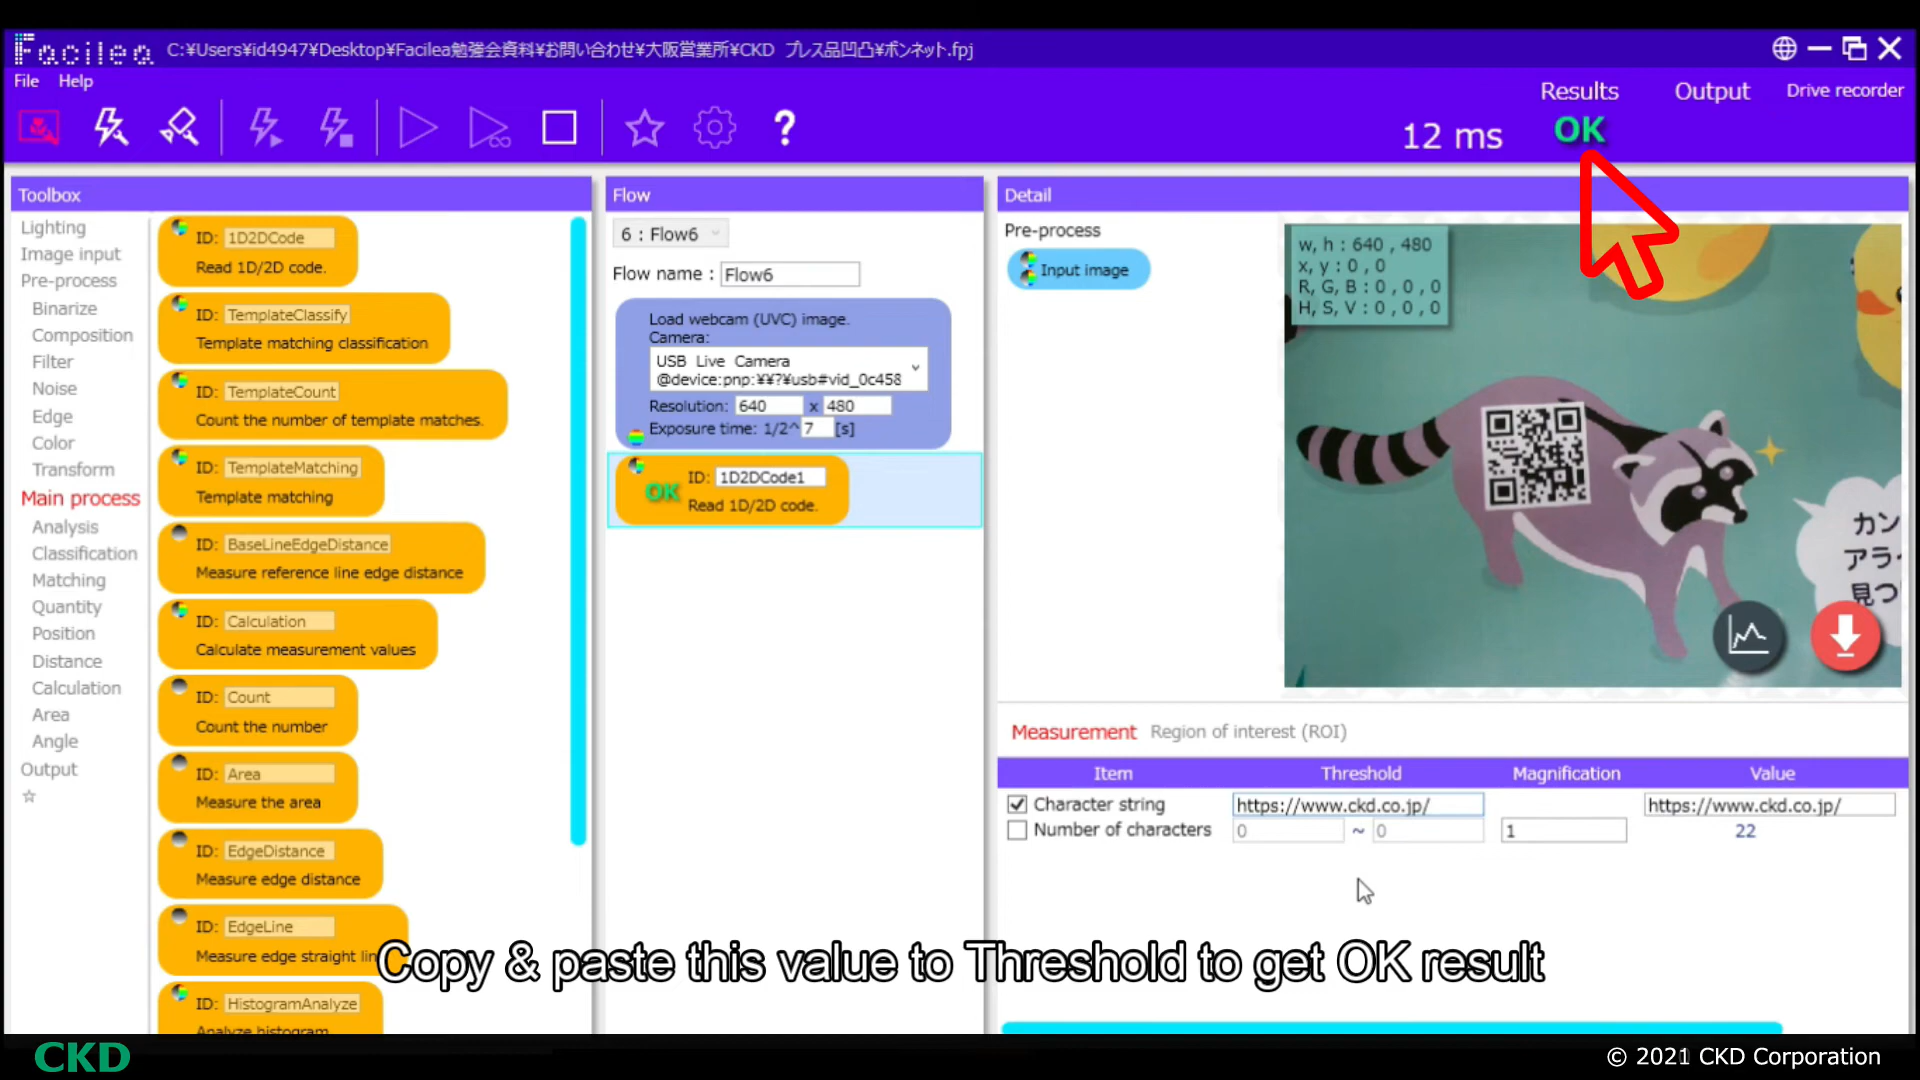 Facilea C:¥Users¥id4947¥Desktop¥Facilea勉強会資料¥お問い合わせ¥大阪営業所¥CKD プレス品凹凸¥ボンネット.fpj
File Help
Results Output Drive recorder
12 ms OK
Toolbox
Lighting
Image input
Pre-process
Binarize
Composition
Filter
Noise
Edge
Color
Transform
Main process
Analysis
Classification
Matching
Quantity
Position
Distance
Calculation
Area
Angle
Output
ID: 1D2DCode
Read 1D/2D code.
ID: TemplateClassify
Template matching classification
ID: TemplateCount
Count the number of template matches.
ID: TemplateMatching
Template matching
ID: BaseLineEdgeDistance
Measure reference line edge distance
ID: Calculation
Calculate measurement values
ID: Count
Count the number
ID: Area
Measure the area
ID: EdgeDistance
Measure edge distance
ID: EdgeLine
Measure edge straight lin
ID: HistogramAnalyze
Analyze histogram
Flow
6 : Flow6
Flow name : Flow6
Load webcam (UVC) image.
Camera:
USB Live Camera
@device:pnp:¥¥?¥usb#vid_0c458
Resolution: 640 x 480
Exposure time: 1/2^ 7 [s]
OK ID: 1D2DCode1
Read 1D/2D code.
Detail
Pre-process
Input image
w, h : 640 , 480
x, y : 0 , 0
R, G, B : 0 , 0 , 0
H, S, V : 0 , 0 , 0
カン
アライ
見つ
Measurement Region of interest (ROI)
Item Threshold Magnification Value
Character string https://www.ckd.co.jp/ https://www.ckd.co.jp/
Number of characters 0 ~ 0 1 22
Copy & paste this value to Threshold to get OK result
CKD
© 2021 CKD Corporation